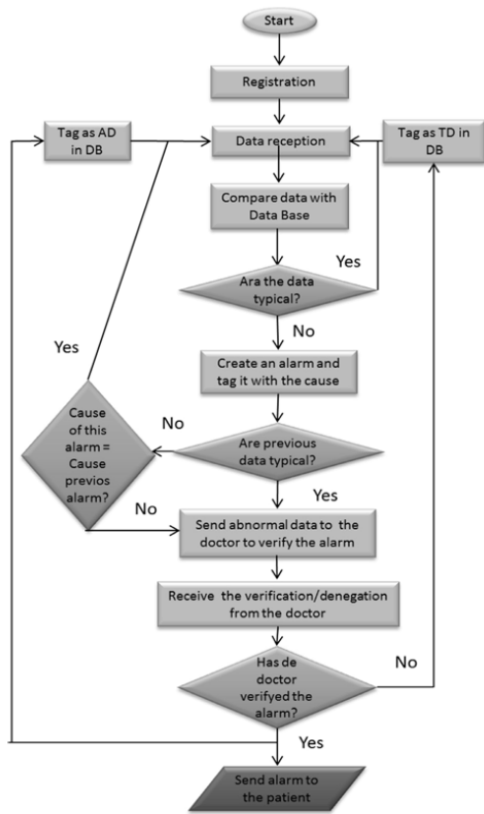 Start
Registration
Tag as AD
in DB
Data reception
Tag as TD in
DB
Compare data with
Data Base
Yes
Ara the data
typical?
No
Yes
Create an alarm and
tag it with the cause
Cause
of this
alarm =
Cause
previos
alarm?
No
Are previous
data typical?
No
Yes
Send abnormal data to the
doctor to verify the alarm
Receive the verification/denegation
from the doctor
Has de
doctor
verifyed the
alarm?
No
Yes
Send alarm to
the patient